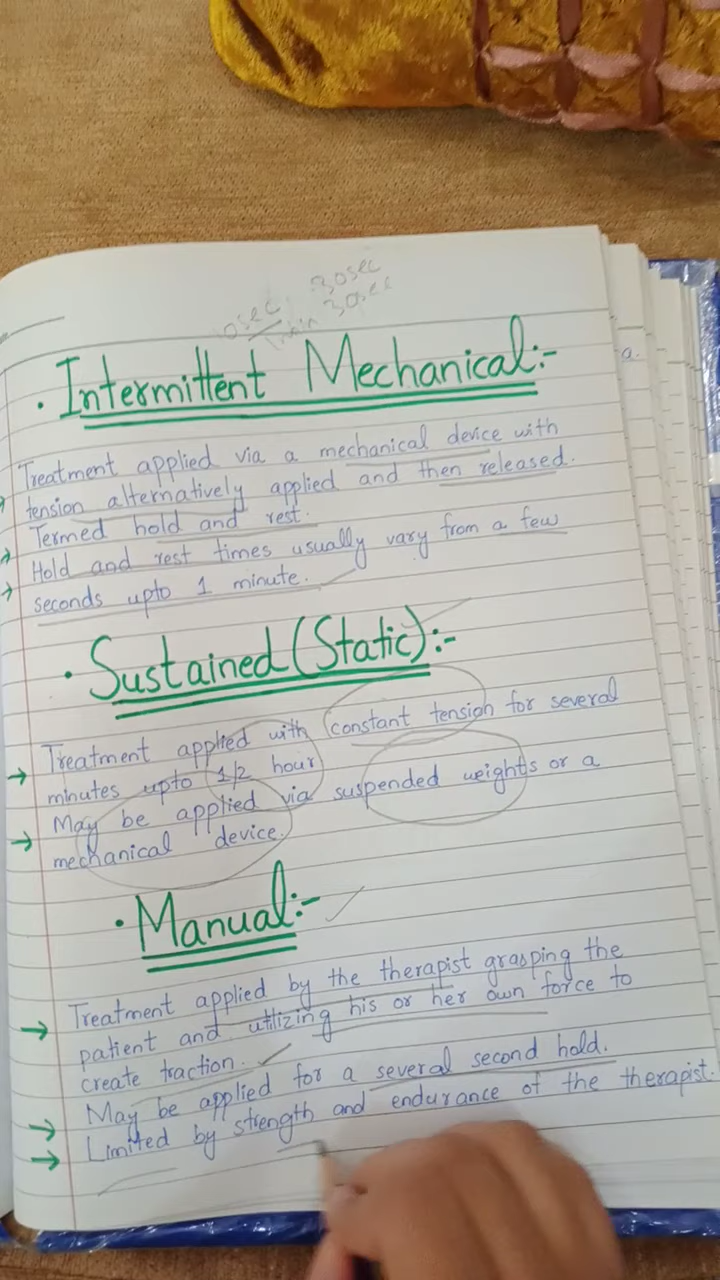 30sec
30sec
• Intermittent Mechanical:-
a.
Treatment applied via a mechanical device with
tension alternatively applied and then released.
Termed hold and rest.
Hold and rest times usually vary from a few
seconds upto 1 minute.
• Sustained (Static):-
→ Treatment applied with constant tension for several
minutes upto 1/2 hour
→ May be applied via suspended weights or a
mechanical device.
• Manual:-
→ Treatment applied by the therapist grasping the
patient and utilizing his or her own force to
create traction.
→ May be applied for a several second hold.
→ Limited by strength and endurance of the therapist.